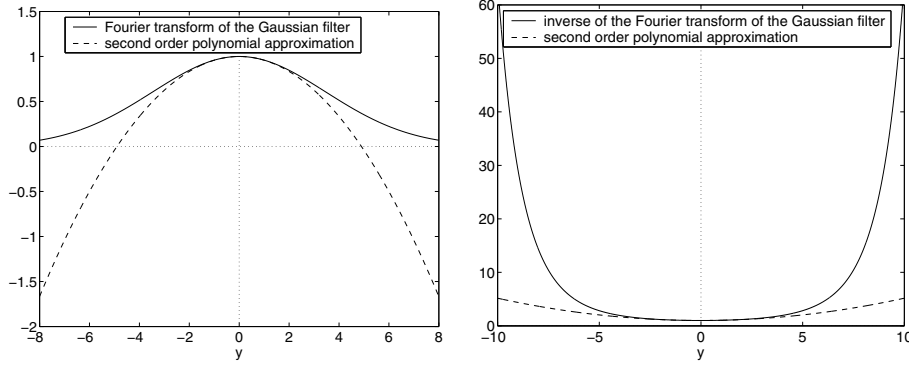 1.5
Fourier transform of the Gaussian filter
second order polynomial approximation
1
0.5
0
−0.5
−1
−1.5
−2
−8 −6 −4 −2 0 2 4 6 8
y
60
inverse of the Fourier transform of the Gaussian filter
second order polynomial approximation
50
40
30
20
10
0
−10 −5 0 5 10
y